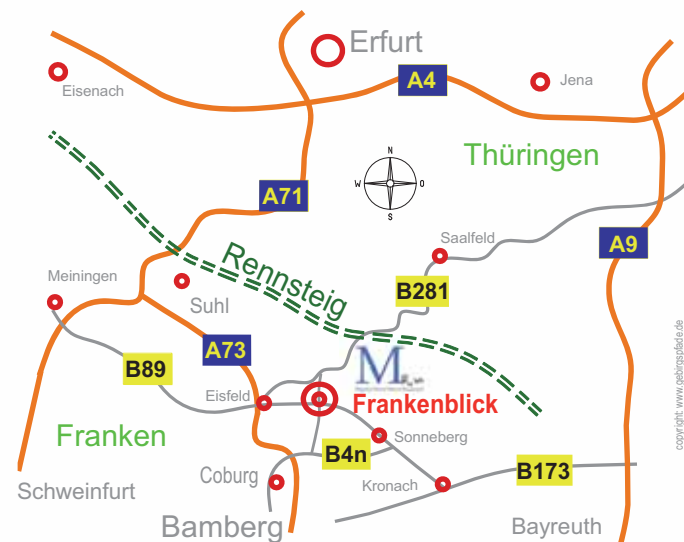 Erfurt
A4
Eisenach
Jena
N
W
O
S
Thüringen
A71
A9
Rennsteig
Saalfeld
Meiningen
Suhl
B281
A73
M
B89
Eisfeld
Frankenblick
Franken
Sonneberg
B4n
Coburg
Kronach
B173
Schweinfurt
Bamberg
Bayreuth
copyright: www.gebirgspfade.de